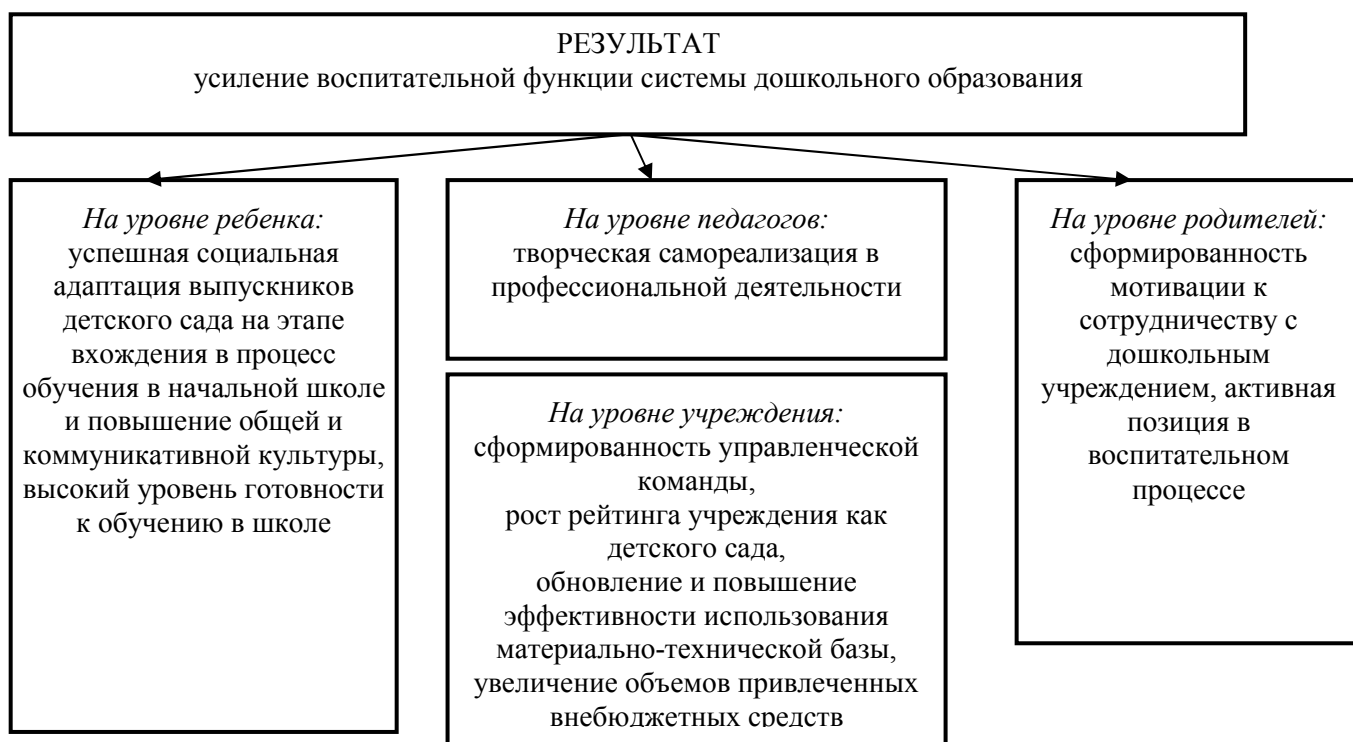 РЕЗУЛЬТАТ
усиление воспитательной функции системы дошкольного образования
На уровне ребенка:
успешная социальная
адаптация выпускников
детского сада на этапе
вхождения в процесс
обучения в начальной школе
и повышение общей и
коммуникативной культуры,
высокий уровень готовности
к обучению в школе
На уровне педагогов:
творческая самореализация в
профессиональной деятельности
На уровне учреждения:
сформированность управленческой
команды,
рост рейтинга учреждения как
детского сада,
обновление и повышение
эффективности использования
материально-технической базы,
увеличение объемов привлеченных
внебюджетных средств
На уровне родителей:
сформированность
мотивации к
сотрудничеству с
дошкольным
учреждением, активная
позиция в
воспитательном
процессе